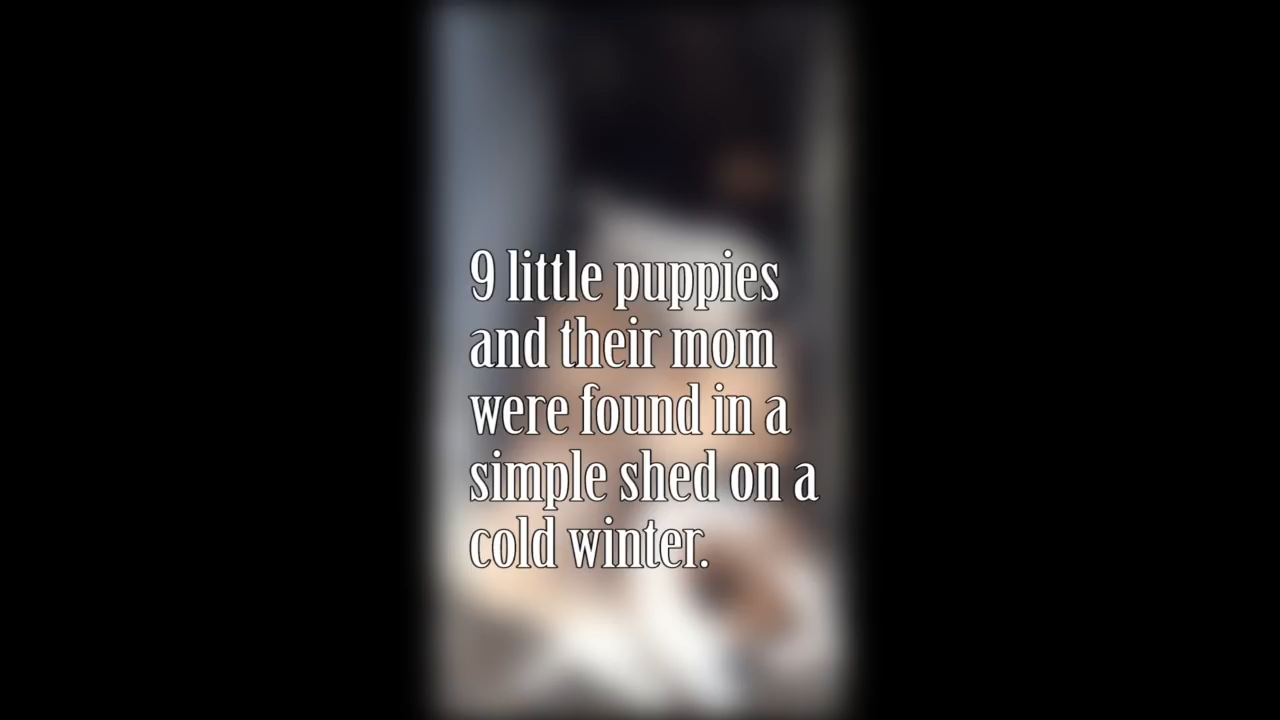 9 little puppies
and their mom
were found in a
simple shed on a
cold winter.